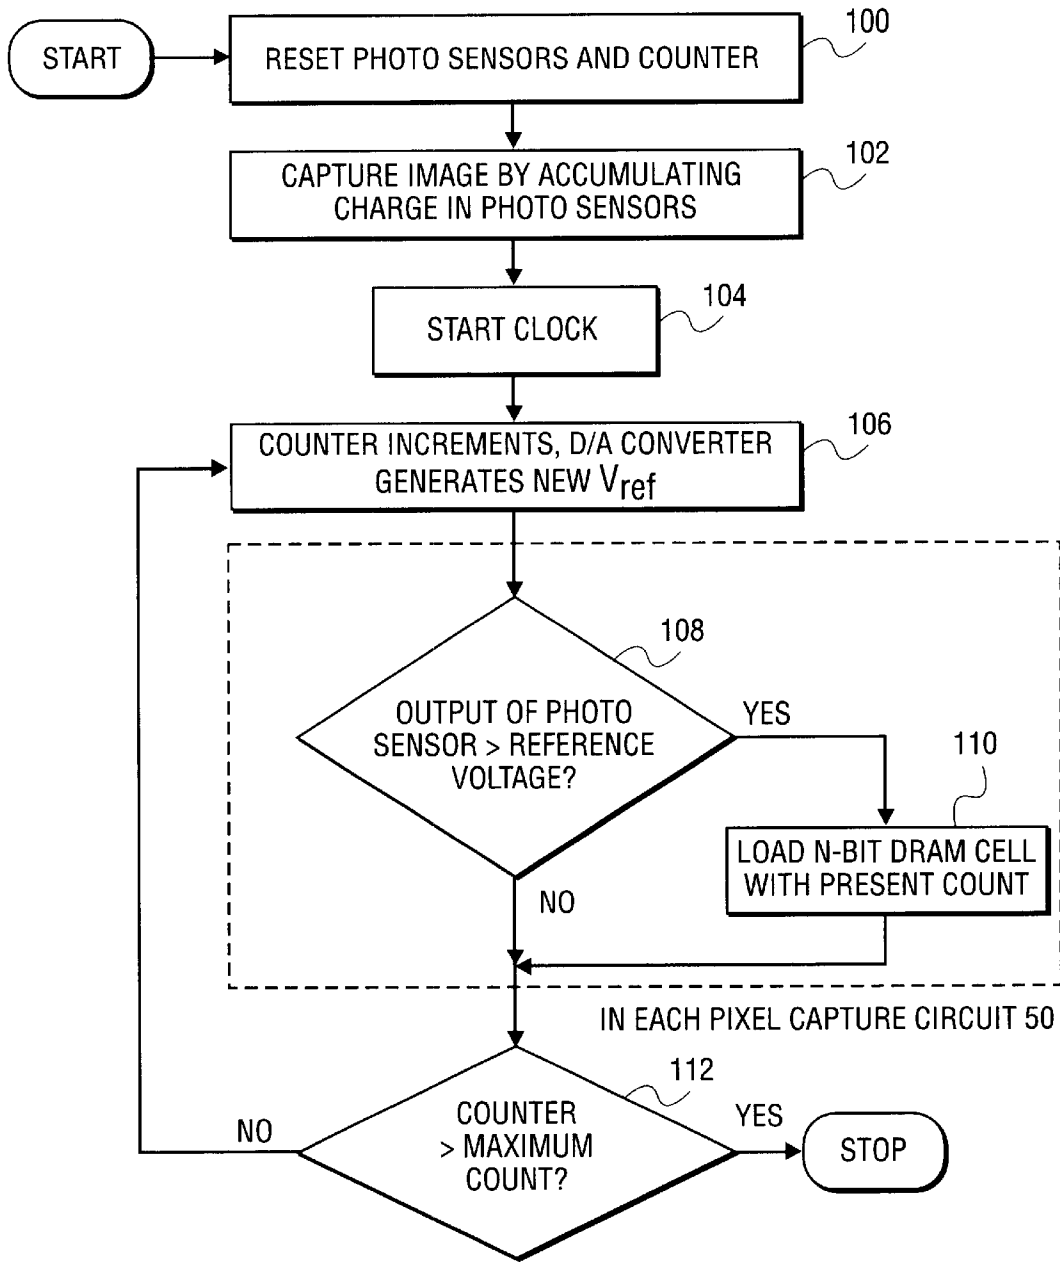 START
RESET PHOTO SENSORS AND COUNTER
100
CAPTURE IMAGE BY ACCUMULATING
CHARGE IN PHOTO SENSORS
102
START CLOCK
104
COUNTER INCREMENTS, D/A CONVERTER
GENERATES NEW Vref
106
108
OUTPUT OF PHOTO
SENSOR > REFERENCE
VOLTAGE?
YES
110
LOAD N-BIT DRAM CELL
WITH PRESENT COUNT
NO
IN EACH PIXEL CAPTURE CIRCUIT 50
112
COUNTER
> MAXIMUM
COUNT?
NO
YES
STOP